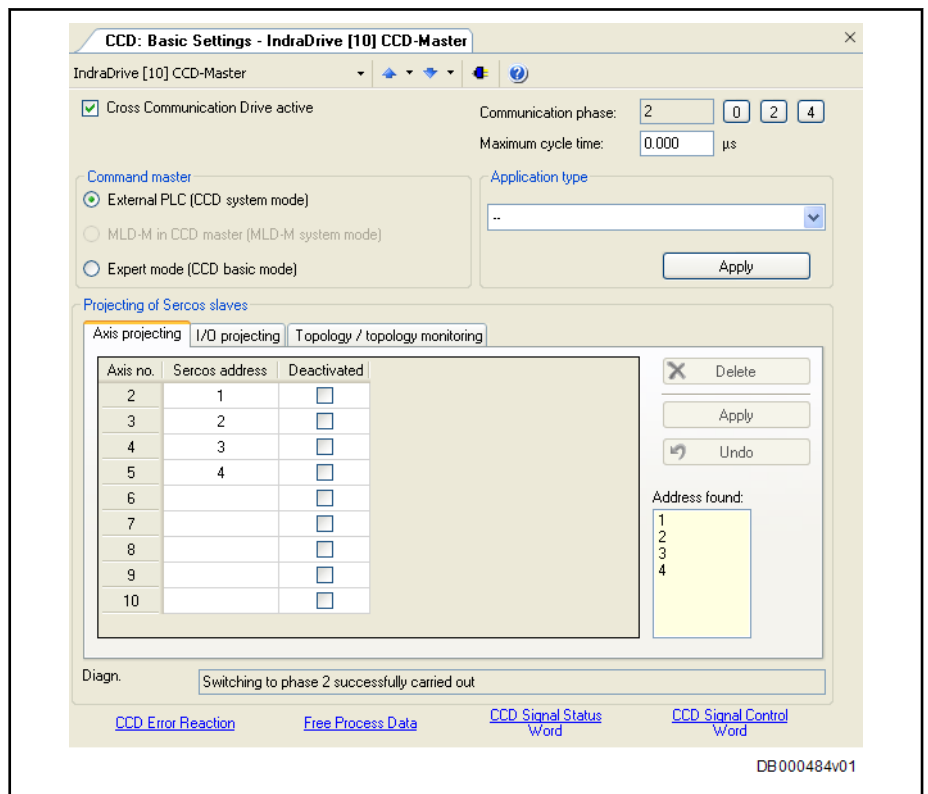 CCD: Basic Settings - IndraDrive [10] CCD-Master
IndraDrive [10] CCD-Master
Cross Communication Drive active
Communication phase: 2 0 2 4
Maximum cycle time: 0.000 µs
Command master
External PLC (CCD system mode)
MLD-M in CCD master (MLD-M system mode)
Expert mode (CCD basic mode)
Application type
--
Apply
Projecting of Sercos slaves
Axis projecting I/O projecting Topology / topology monitoring
Axis no. Sercos address Deactivated
2 1
3 2
4 3
5 4
6
7
8
9
10
Delete
Apply
Undo
Address found:
1
2
3
4
Diagn. Switching to phase 2 successfully carried out
CCD Error Reaction
Free Process Data
CCD Signal Status
Word
CCD Signal Control
Word
DB000484v01